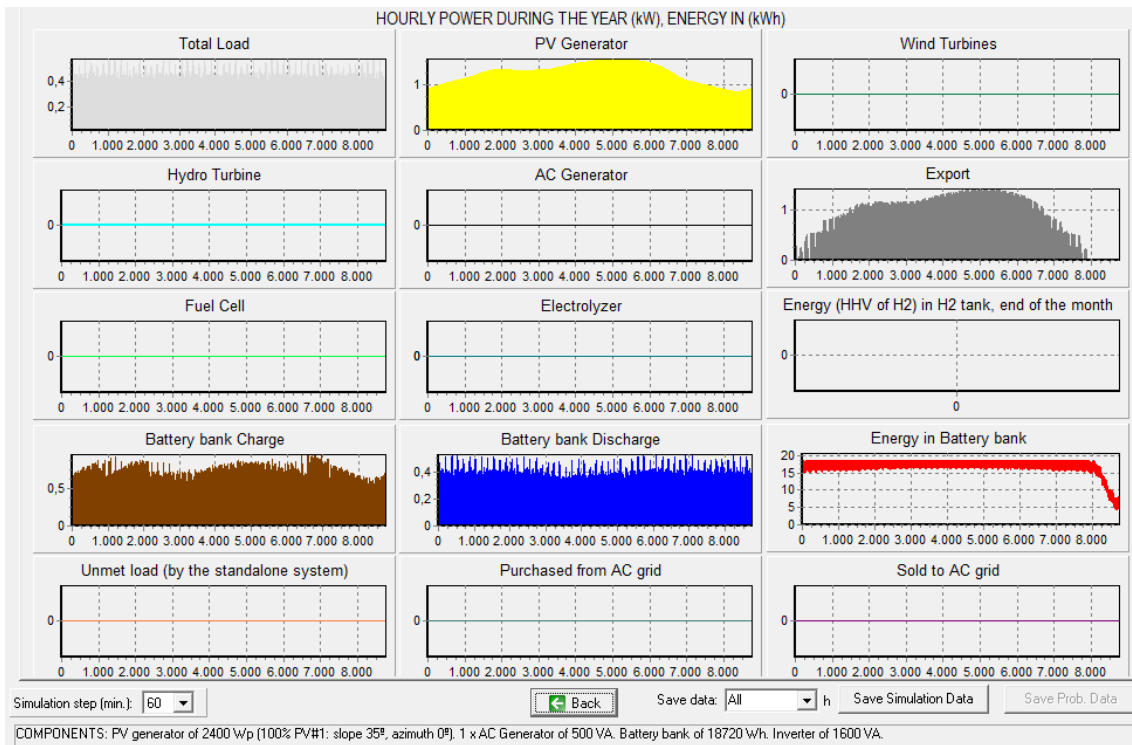 HOURLY POWER DURING THE YEAR (kW), ENERGY IN (kWh)
Total Load
0,4
0,2
0 1.000 2.000 3.000 4.000 5.000 6.000 7.000 8.000
PV Generator
1
0
0 1.000 2.000 3.000 4.000 5.000 6.000 7.000 8.000
Wind Turbines
0
0 1.000 2.000 3.000 4.000 5.000 6.000 7.000 8.000
Hydro Turbine
0
0 1.000 2.000 3.000 4.000 5.000 6.000 7.000 8.000
AC Generator
0
0 1.000 2.000 3.000 4.000 5.000 6.000 7.000 8.000
Export
1
0
0 1.000 2.000 3.000 4.000 5.000 6.000 7.000 8.000
Fuel Cell
0
0 1.000 2.000 3.000 4.000 5.000 6.000 7.000 8.000
Electrolyzer
0
0 1.000 2.000 3.000 4.000 5.000 6.000 7.000 8.000
Energy (HHV of H2) in H2 tank, end of the month
0
0
Battery bank Charge
0,5
0
0 1.000 2.000 3.000 4.000 5.000 6.000 7.000 8.000
Battery bank Discharge
0,4
0,2
0
0 1.000 2.000 3.000 4.000 5.000 6.000 7.000 8.000
Energy in Battery bank
20
15
10
5
0
0 1.000 2.000 3.000 4.000 5.000 6.000 7.000 8.000
Unmet load (by the standalone system)
0
0 1.000 2.000 3.000 4.000 5.000 6.000 7.000 8.000
Purchased from AC grid
0
0 1.000 2.000 3.000 4.000 5.000 6.000 7.000 8.000
Sold to AC grid
0
0 1.000 2.000 3.000 4.000 5.000 6.000 7.000 8.000
Simulation step (min.): 60 Back Save data: All h Save Simulation Data Save Prob. Data
COMPONENTS: PV generator of 2400 Wp (100% PV#1: slope 35º, azimuth 0º). 1 x AC Generator of 500 VA. Battery bank of 18720 Wh. Inverter of 1600 VA.